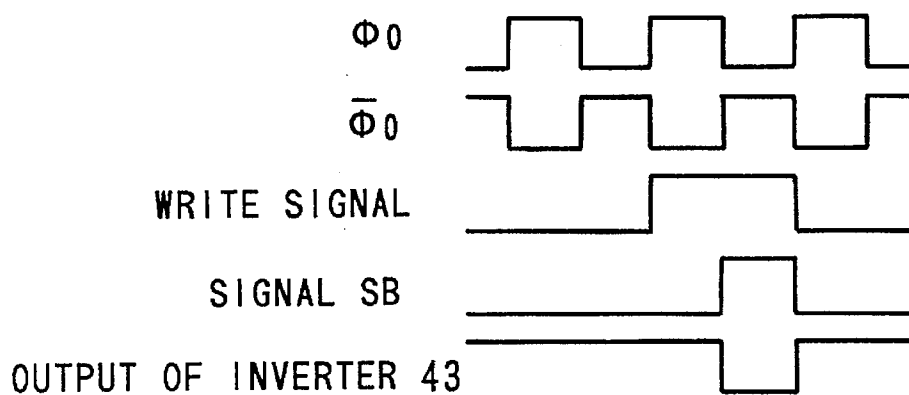 Φ0
Φ̅0
WRITE SIGNAL
SIGNAL SB
OUTPUT OF INVERTER 43